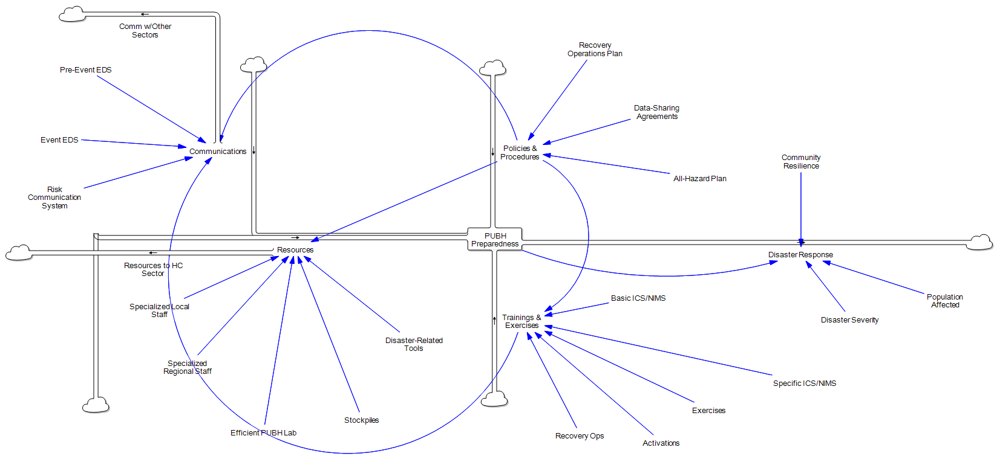 Comm w/Other
Sectors
Recovery
Operations Plan
Pre-Event EDS
Data-Sharing
Agreements
Event EDS
Communications
Policies &
Procedures
Community
Resilience
All-Hazard Plan
Risk
Communication
System
PUBH
Preparedness
Resources
Disaster Response
Resources to HC
Sector
Basic ICS/NIMS
Population
Affected
Specialized Local
Staff
Trainings &
Exercises
Disaster Severity
Disaster-Related
Tools
Specialized
Regional Staff
Specific ICS/NIMS
Exercises
Stockpiles
Efficient PUBH Lab
Recovery Ops
Activations